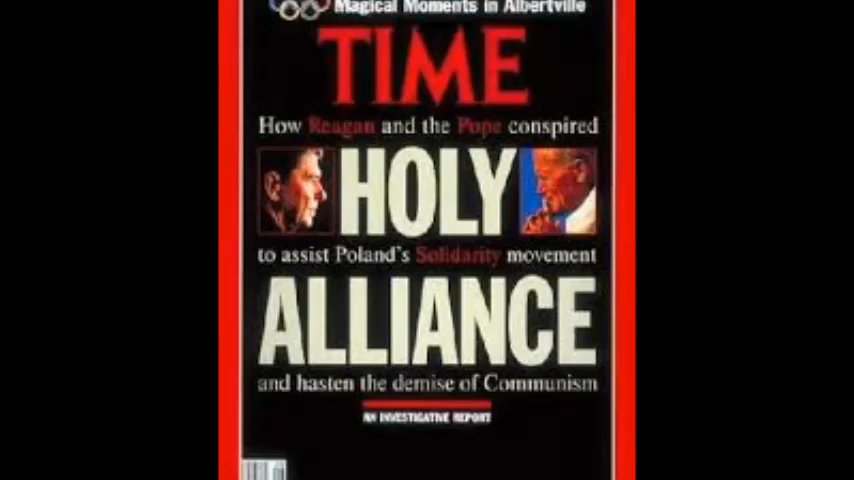 Magical Moments in Albertville
TIME
How Reagan and the Pope conspired
HOLY
to assist Poland's Solidarity movement
ALLIANCE
and hasten the demise of Communism
AN INVESTIGATIVE REPORT